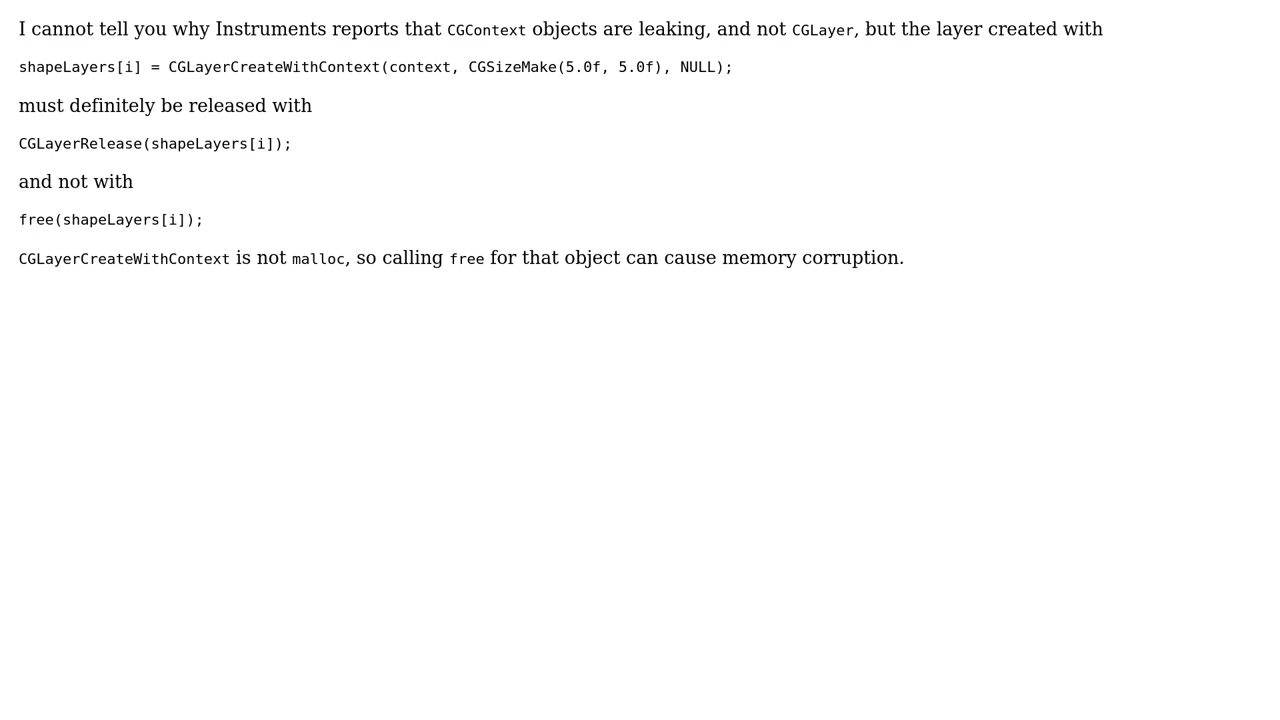 I cannot tell you why Instruments reports that CGContext objects are leaking, and not CGLayer, but the layer created with
shapeLayers[i] = CGLayerCreateWithContext(context, CGSizeMake(5.0f, 5.0f), NULL);
must definitely be released with
CGLayerRelease(shapeLayers[i]);
and not with
free(shapeLayers[i]);
CGLayerCreateWithContext is not malloc, so calling free for that object can cause memory corruption.